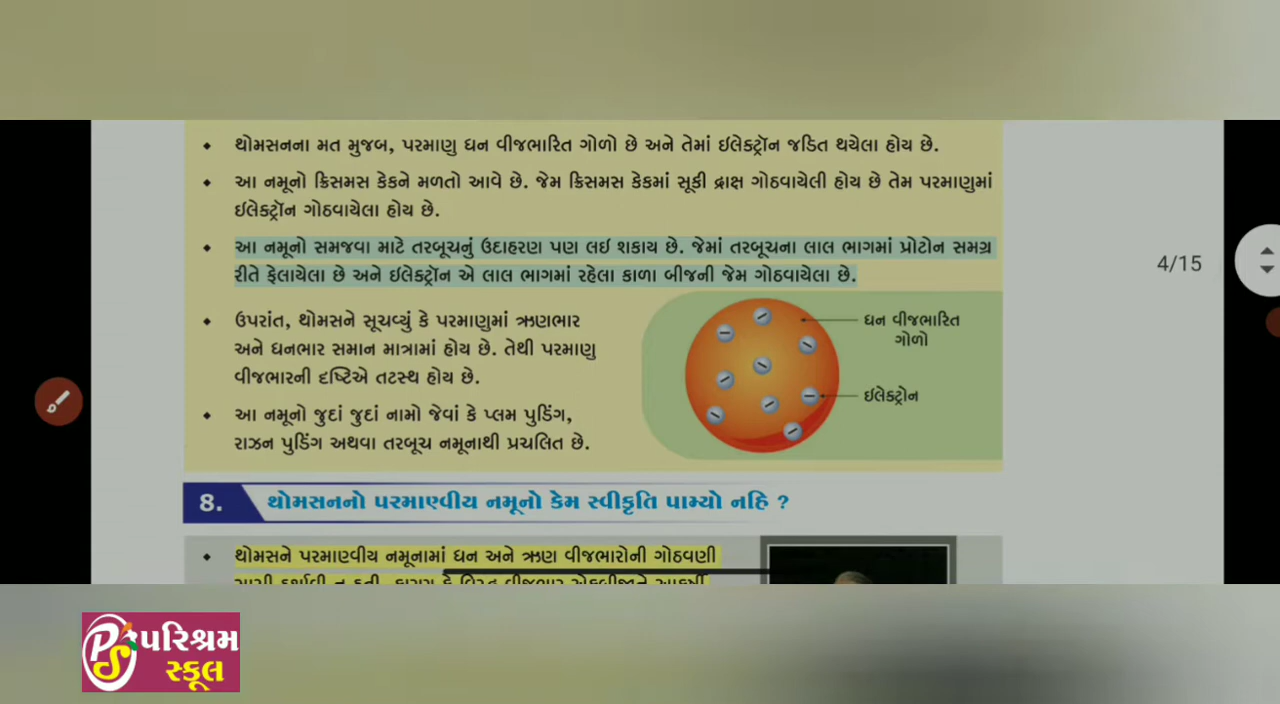 થોમસનના મત મુજબ, પરમાણુ ધન વીજભારિત ગોળો છે અને તેમાં ઇલેક્ટ્રૉન જડિત થયેલા હોય છે.
આ નમૂનો ક્રિસમસ કેકને મળતો આવે છે. જેમ ક્રિસમસ કેકમાં સૂકી દ્રાક્ષ ગોઠવાયેલી હોય છે તેમ પરમાણુમાં
ઈલેક્ટ્રૉન ગોઠવાયેલા હોય છે.
આ નમૂનો સમજવા માટે તરબૂચનું ઉદાહરણ પણ લઇ શકાય છે. જેમાં તરબૂચના લાલ ભાગમાં પ્રોટોન સમગ્ર
રીતે ફેલાયેલા છે અને ઇલેક્ટ્રૉન એ લાલ ભાગમાં રહેલા કાળા બીજની જેમ ગોઠવાયેલા છે.
ઉપરાંત, થોમસને સૂચવ્યું કે પરમાણુમાં ઋણભાર
અને ધનભાર સમાન માત્રામાં હોય છે. તેથી પરમાણુ
વીજભારની દૃષ્ટિએ તટસ્થ હોય છે.
આ નમૂનો જુદાં જુદાં નામો જેવાં કે પ્લમ પુડિંગ,
રાઝન પુડિંગ અથવા તરબૂચ નમૂનાથી પ્રચલિત છે.
ધન વીજભારિત
ગોળો
ઇલેક્ટ્રોન
4/15
8. થોમસનનો પરમાણ્વીય નમૂનો કેમ સ્વીકૃતિ પામ્યો નહિ ?
થોમસને પરમાણ્વીય નમૂનામાં ધન અને ઋણ વીજભારોની ગોઠવણી
PS પરિશ્રમ
સ્કૂલ